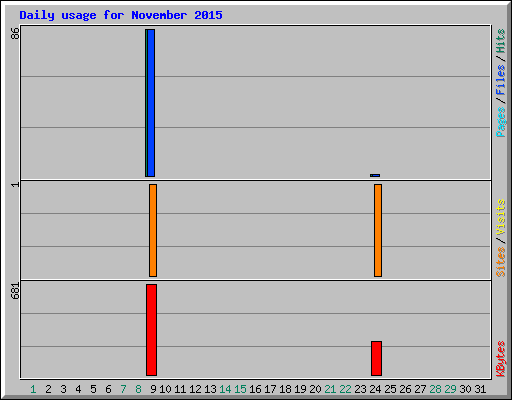 Daily usage for November 2015
86
Pages/Files/Hits
1
Sites/Visits
681
KBytes
1 2 3 4 5 6 7 8 9 10 11 12 13 14 15 16 17 18 19 20 21 22 23 24 25 26 27 28 29 30 31